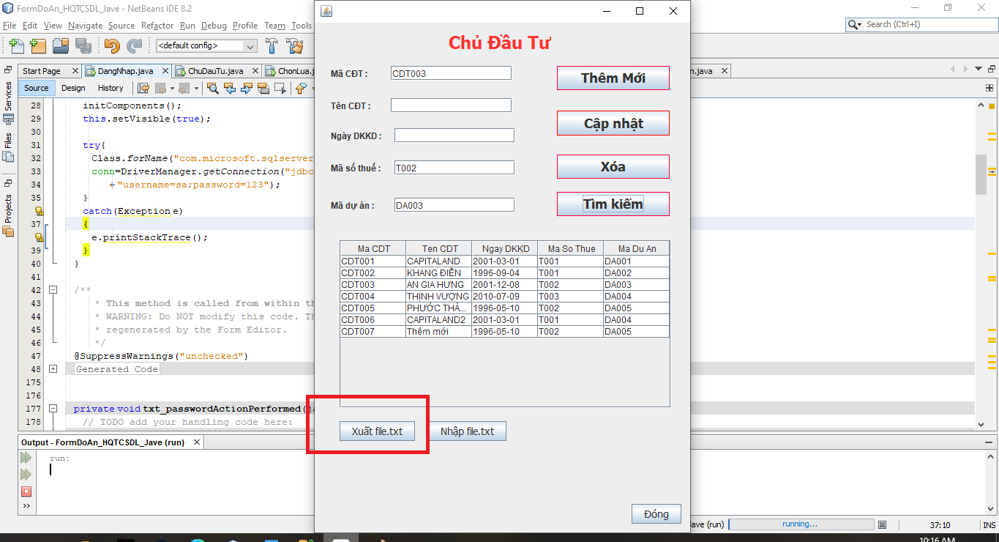 FormDoAn_HQTCSDL_Jave - NetBeans IDE 8.2
File Edit View Navigate Source Refactor Run Debug Profile Team Tools
Search (Ctrl+I)
<default config>
Start Page DangNhap.java ChuDauTu.java ChonLua.j
n.java
Source Design History
Services
Files
Projects
28 initComponents();
29 this.setVisible(true);
30
31 try{
32 Class.forName("com.microsoft.sqlserver
33 conn=DriverManager.getConnection("jdbc
34 +"username=sa;password=123");
35 }
catch(Exception e)
37 {
e.printStackTrace();
39 }
40 }
41
42 /**
43 * This method is called from within th
44 * WARNING: Do NOT modify this code. Th
45 * regenerated by the Form Editor.
46 */
47 @SuppressWarnings("unchecked")
48 Generated Code
175
176
177 private void txt_passwordActionPerformed(ja
178 // TODO add your handling code here:
Output - FormDoAn_HQTCSDL_Jave (run)
run:
Chủ Đầu Tư
Mã CĐT : CDT003 Thêm Mới
Tên CĐT :
Cập nhật
Ngày DKKD :
Mã số thuế : T002 Xóa
Mã dự án : DA003 Tìm kiếm
Ma CDT Ten CDT Ngay DKKD Ma So Thue Ma Du An
CDT001 CAPITALAND 2001-03-01 T001 DA001
CDT002 KHANG ĐIỀN 1996-09-04 T001 DA002
CDT003 AN GIA HƯNG 2001-12-08 T002 DA003
CDT004 THỊNH VƯỢNG 2010-07-09 T003 DA004
CDT005 PHƯỚC THÀ... 1996-05-10 T002 DA005
CDT006 CAPITALAND2 2001-03-01 T001 DA004
CDT007 Thêm mới 1996-05-10 T002 DA005
Xuất file.txt Nhập file.txt
Đóng
ave (run) running... 37:10 INS
10:16 AM